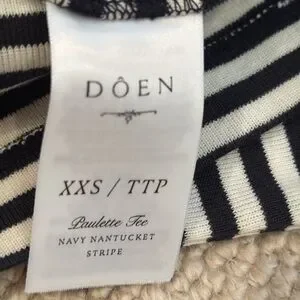 DÔEN
XXS / TTP
Paulette Tee
NAVY NANTUCKET
STRIPE